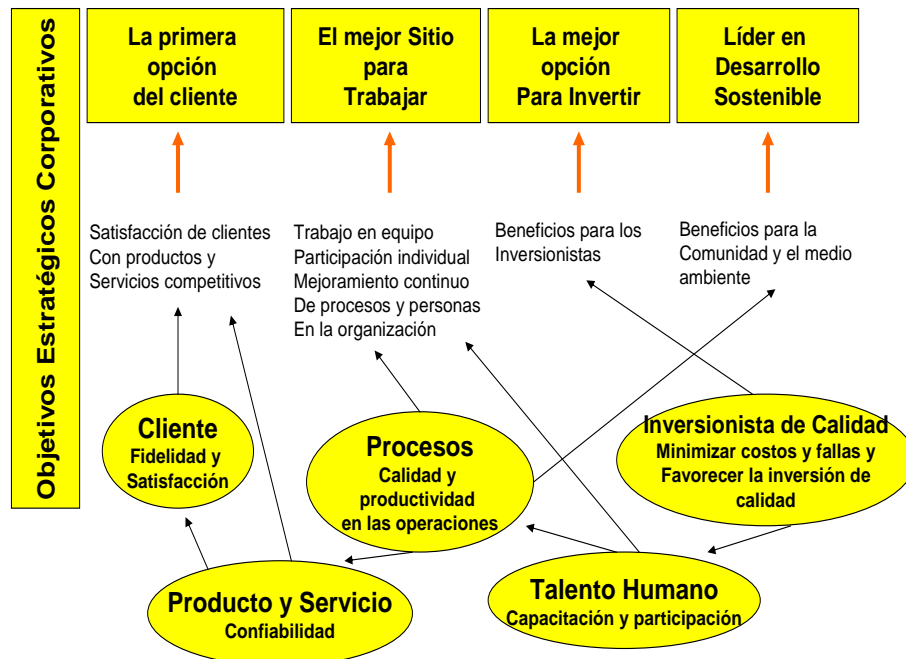 Objetivos Estratégicos Corporativos
La primera
opción
del cliente
El mejor Sitio
para
Trabajar
La mejor
opción
Para Invertir
Líder en
Desarrollo
Sostenible
Satisfacción de clientes
Con productos y
Servicios competitivos
Trabajo en equipo
Participación individual
Mejoramiento continuo
De procesos y personas
En la organización
Beneficios para los
Inversionistas
Beneficios para la
Comunidad y el medio
ambiente
Cliente
Fidelidad y
Satisfacción
Procesos
Calidad y
productividad
en las operaciones
Inversionista de Calidad
Minimizar costos y fallas y
Favorecer la inversión de
calidad
Producto y Servicio
Confiabilidad
Talento Humano
Capacitación y participación